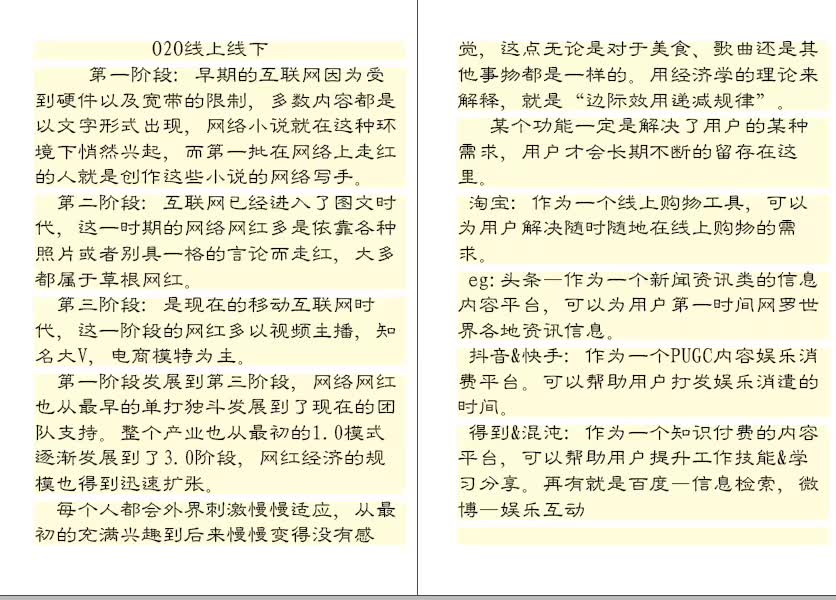 O2O线上线下
第一阶段：早期的互联网因为受
到硬件以及宽带的限制，多数内容都是
以文字形式出现，网络小说就在这种环
境下悄然兴起，而第一批在网络上走红
的人就是创作这些小说的网络写手。
第二阶段：互联网已经进入了图文时
代，这一时期的网络网红多是依靠各种
照片或者别具一格的言论而走红，大多
都属于草根网红。
第三阶段：是现在的移动互联网时
代，这一阶段的网红多以视频主播，知
名大V，电商模特为主。
第一阶段发展到第三阶段，网络网红
也从最早的单打独斗发展到了现在的团
队支持。整个产业也从最初的1.0模式
逐渐发展到了3.0阶段，网红经济的规
模也得到迅速扩张。
每个人都会外界刺激慢慢适应，从最
初的充满兴趣到后来慢慢变得没有感
觉，这点无论是对于美食、歌曲还是其
他事物都是一样的。用经济学的理论来
解释，就是“边际效用递减规律”。
某个功能一定是解决了用户的某种
需求，用户才会长期不断的留存在这
里。
淘宝：作为一个线上购物工具，可以
为用户解决随时随地在线上购物的需
求。
eg:头条—作为一个新闻资讯类的信息
内容平台，可以为用户第一时间网罗世
界各地资讯信息。
抖音&快手：作为一个PUGC内容娱乐消
费平台。可以帮助用户打发娱乐消遣的
时间。
得到&混沌：作为一个知识付费的内容
平台，可以帮助用户提升工作技能&学
习分享。再有就是百度—信息检索，微
博—娱乐互动